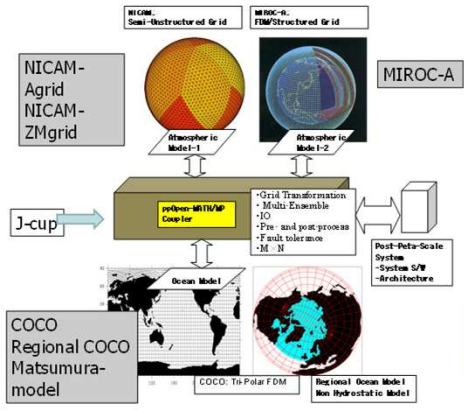 NICAM,
Semi-Unstructured Grid
MIROC-A,
FDM/Structured Grid
NICAM-
Agrid
NICAM-
ZMgrid
MIROC-A
Atmospheric
Model-1
Atmospheric
Model-2
J-cup
ppOpen-MATH/MP
Coupler
•Grid Transformation
•Multi-Ensemble
•IO
•Pre- and post-process
•Fault tolerance
•M×N
Post-Peta-Scale
System
-System S/W
-Architecture
Ocean Model
COCO
Regional COCO
Matsumura-
model
COCO: Tri-Polar FDM
Regional Ocean Model
Non Hydrostatic Model